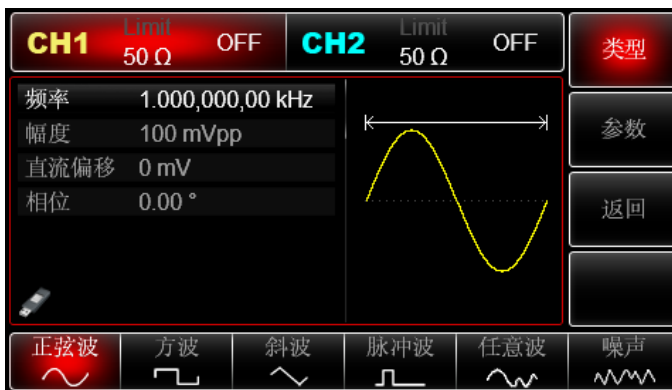 CH1 Limit 50 Ω OFF CH2 Limit 50 Ω OFF 类型
频率 1.000,000,00 kHz
幅度 100 mVpp 参数
直流偏移 0 mV
相位 0.00 ° 返回
正弦波 方波 斜波 脉冲波 任意波 噪声